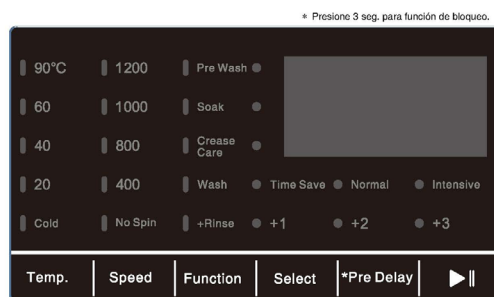 * Presione 3 seg. para función de bloqueo.
90°C 1200 Pre Wash
60 1000 Soak
40 800 Crease Care
20 400 Wash Time Save Normal Intensive
Cold No Spin +Rinse +1 +2 +3
Temp. Speed Function Select *Pre Delay